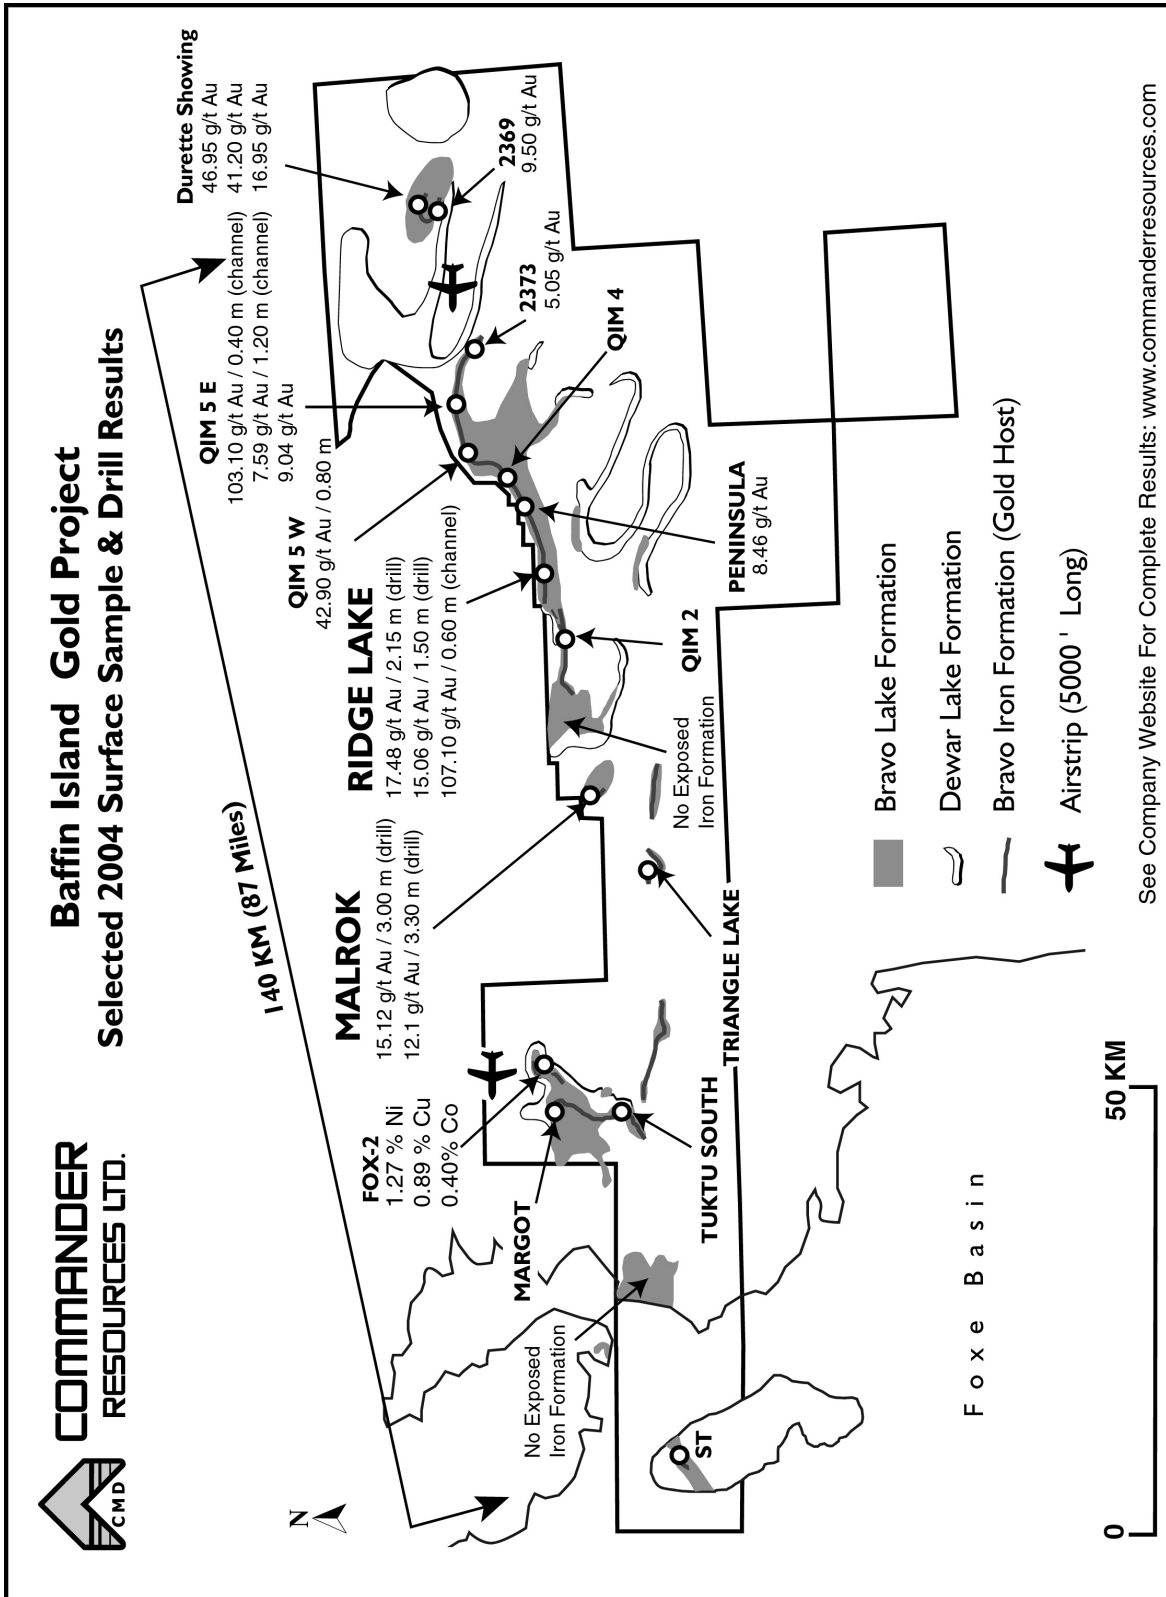 COMMANDER
RESOURCES LTD.
CMD
Baffin Island Gold Project
Selected 2004 Surface Sample & Drill Results
N
140 KM (87 Miles)
Durette Showing
46.95 g/t Au
41.20 g/t Au
16.95 g/t Au
QIM 5 E
103.10 g/t Au / 0.40 m (channel)
7.59 g/t Au / 1.20 m (channel)
9.04 g/t Au
QIM 5 W
42.90 g/t Au / 0.80 m
RIDGE LAKE
17.48 g/t Au / 2.15 m (drill)
15.06 g/t Au / 1.50 m (drill)
107.10 g/t Au / 0.60 m (channel)
MALROK
15.12 g/t Au / 3.00 m (drill)
12.1 g/t Au / 3.30 m (drill)
FOX-2
1.27 % Ni
0.89 % Cu
0.40% Co
MARGOT
No Exposed
Iron Formation
2369
9.50 g/t Au
2373
5.05 g/t Au
QIM 4
PENINSULA
8.46 g/t Au
QIM 2
No Exposed
Iron Formation
TRIANGLE LAKE
TUKTU SOUTH
ST
Foxe Basin
Bravo Lake Formation
Dewar Lake Formation
Bravo Iron Formation (Gold Host)
Airstrip (5000 ' Long)
0
50 KM
See Company Website For Complete Results: www.commanderresources.com